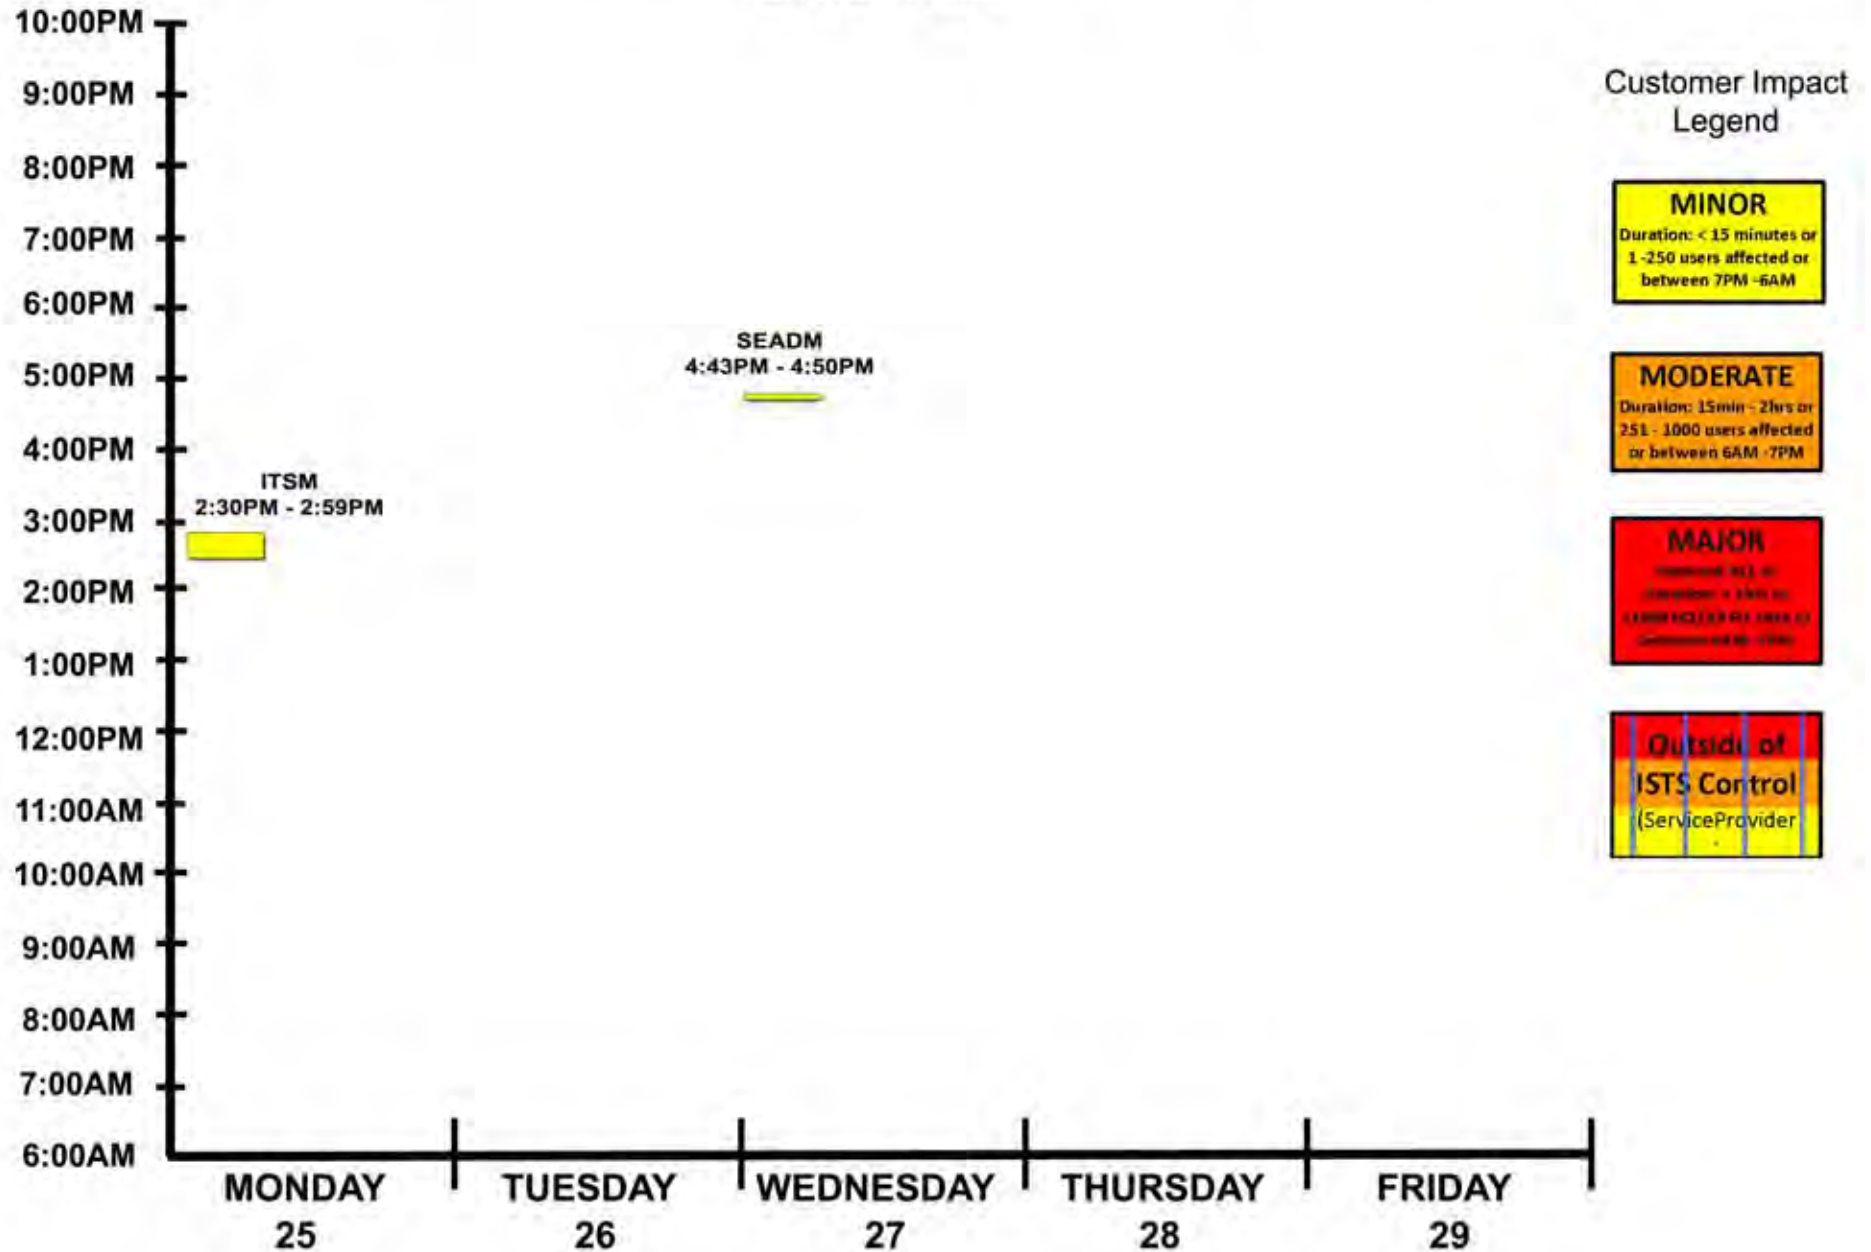 10:00PM
9:00PM
8:00PM
7:00PM
6:00PM
5:00PM
4:00PM
3:00PM
2:00PM
1:00PM
12:00PM
11:00AM
10:00AM
9:00AM
8:00AM
7:00AM
6:00AM
ITSM
2:30PM - 2:59PM
SEADM
4:43PM - 4:50PM
MONDAY
25
TUESDAY
26
WEDNESDAY
27
THURSDAY
28
FRIDAY
29
Customer Impact
Legend
MINOR
Duration: < 15 minutes or
1 -250 users affected or
between 7PM -6AM
MODERATE
Duration: 15min - 2hrs or
251 - 1000 users affected
or between 6AM -7PM
MAJOR
Outside of
ISTS Control
(ServiceProvider